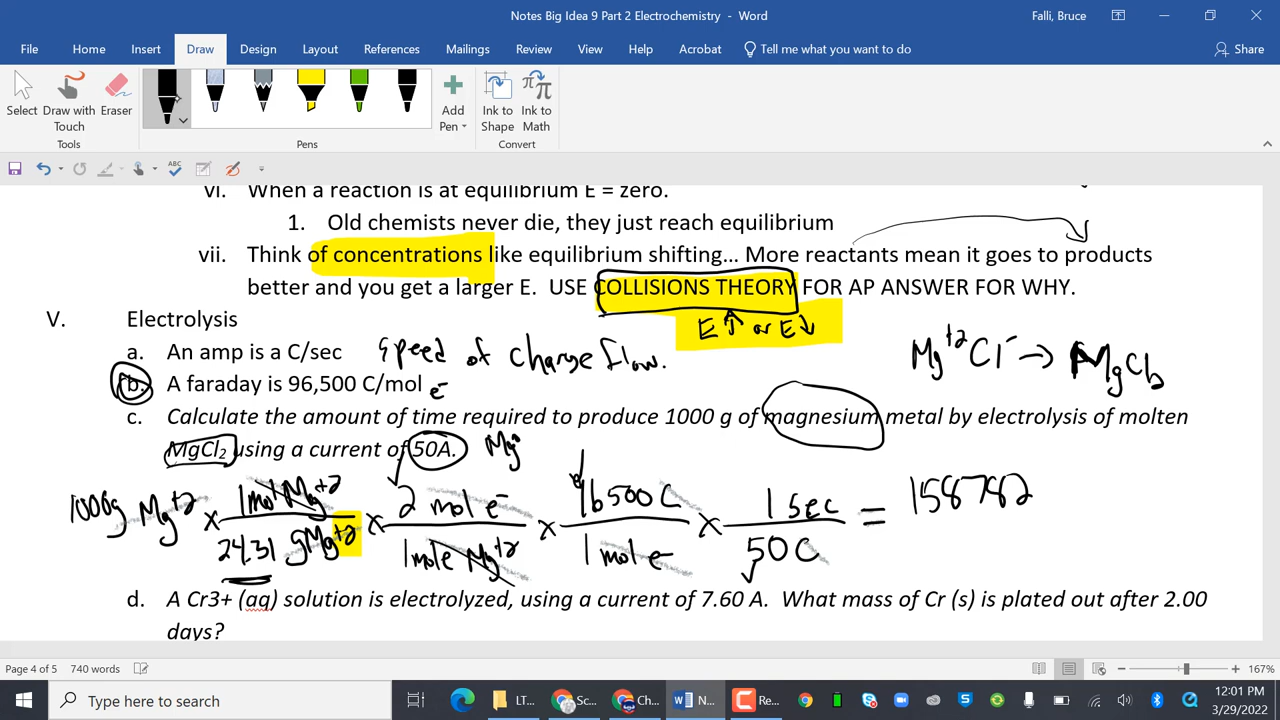 Notes Big Idea 9 Part 2 Electrochemistry - Word
Falli, Bruce
File Home Insert Draw Design Layout References Mailings Review View Help Acrobat Tell me what you want to do Share
Select Draw with Touch Eraser Add Pen Ink to Shape Ink to Math
Tools Pens Convert
vi. When a reaction is at equilibrium E = zero.
1. Old chemists never die, they just reach equilibrium
vii. Think of concentrations like equilibrium shifting… More reactants mean it goes to products
better and you get a larger E. USE COLLISIONS THEORY FOR AP ANSWER FOR WHY.
E ↑ or E↓
V. Electrolysis
a. An amp is a C/sec speed of charge flow.
Mg+2 Cl- → MgCl2
b. A faraday is 96,500 C/mol e-
c. Calculate the amount of time required to produce 1000 g of magnesium metal by electrolysis of molten
MgCl2 using a current of 50A. Mg°
1000g Mg+2 × 1mol Mg+2 / 24.31 g Mg+2 × 2 mol e- / 1mole Mg+2 × 96500 C / 1 mol e- × 1 sec / 50 C = 158782
d. A Cr3+ (aq) solution is electrolyzed, using a current of 7.60 A. What mass of Cr (s) is plated out after 2.00
days?
Page 4 of 5 740 words 167%
Type here to search LT... Sc... Ch... N... Re... 12:01 PM
3/29/2022